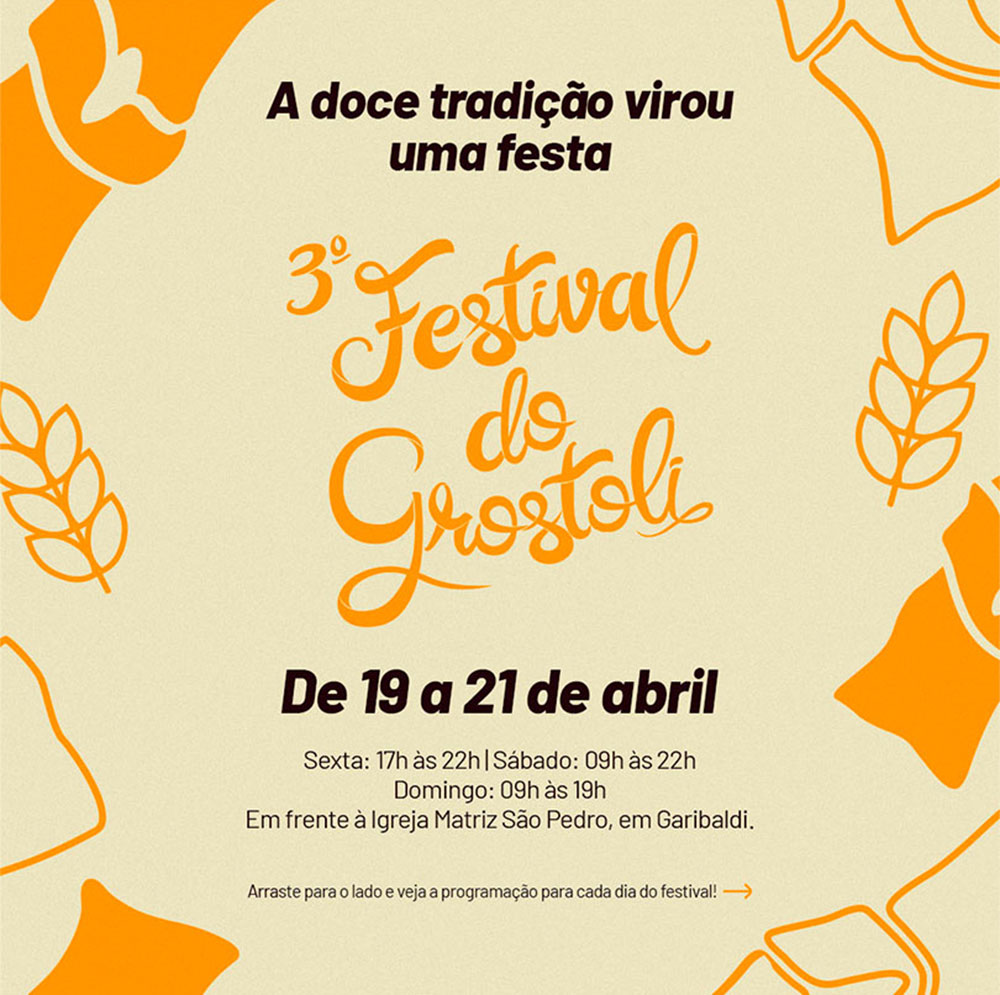 A doce tradição virou
uma festa
3º Festival
do
Grostoli
De 19 a 21 de abril
Sexta: 17h às 22h | Sábado: 09h às 22h
Domingo: 09h às 19h
Em frente à Igreja Matriz São Pedro, em Garibaldi.
Arraste para o lado e veja a programação para cada dia do festival! →